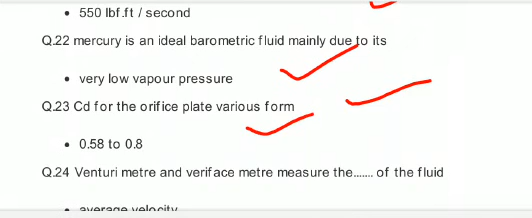 • 550 lbf.ft / second
Q.22 mercury is an ideal barometric fluid mainly due to its
• very low vapour pressure
Q.23 Cd for the orifice plate various form
• 0.58 to 0.8
Q.24 Venturi metre and veriface metre measure the....... of the fluid
• average velocity